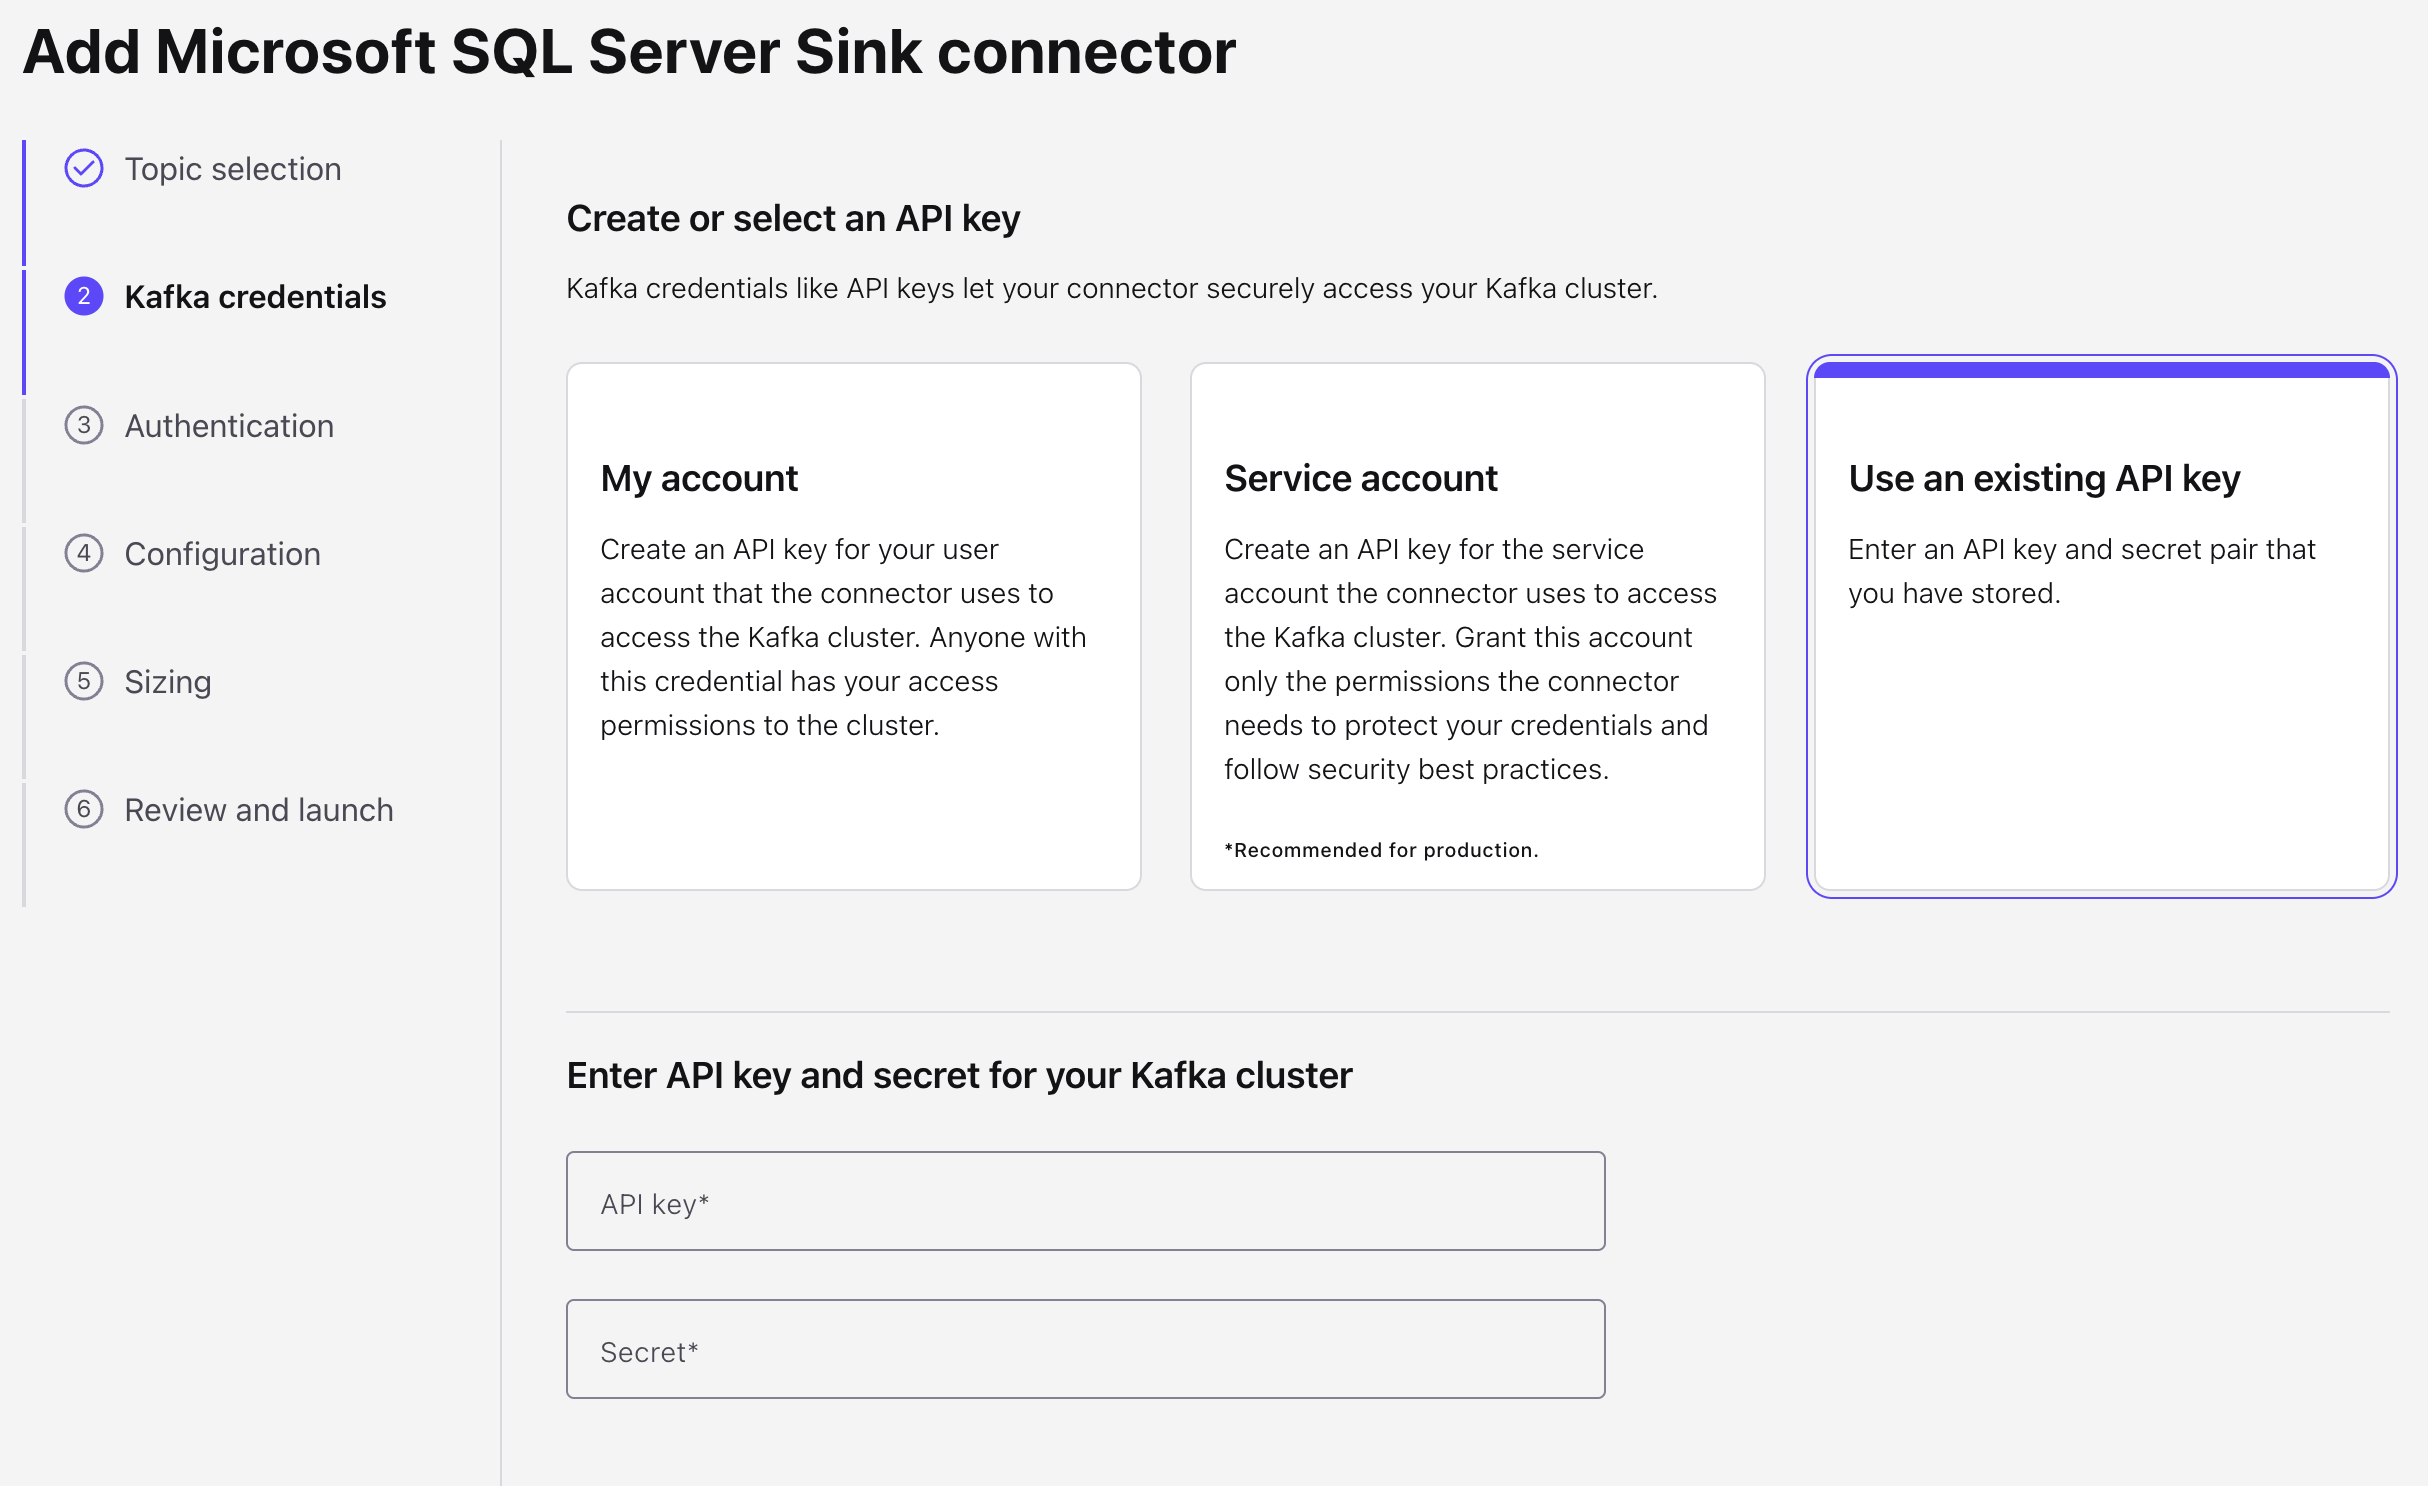 Add Microsoft SQL Server Sink connector
Topic selection
2 Kafka credentials
3 Authentication
4 Configuration
5 Sizing
6 Review and launch
Create or select an API key
Kafka credentials like API keys let your connector securely access your Kafka cluster.
My account
Create an API key for your user
account that the connector uses to
access the Kafka cluster. Anyone with
this credential has your access
permissions to the cluster.
Service account
Create an API key for the service
account the connector uses to access
the Kafka cluster. Grant this account
only the permissions the connector
needs to protect your credentials and
follow security best practices.
*Recommended for production.
Use an existing API key
Enter an API key and secret pair that
you have stored.
Enter API key and secret for your Kafka cluster
API key*
Secret*